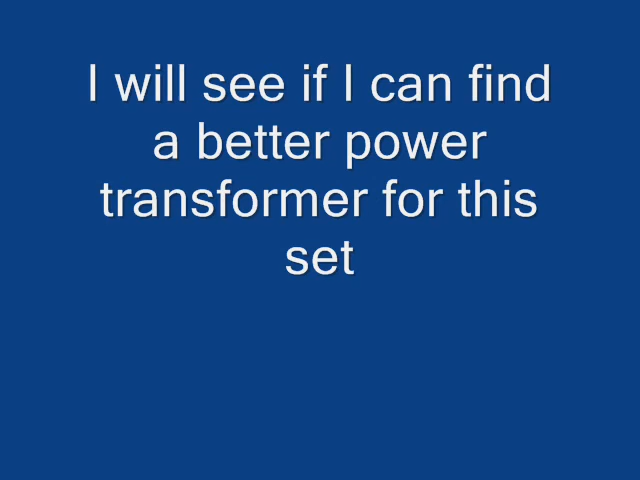 I will see if I can find
a better power
transformer for this
set